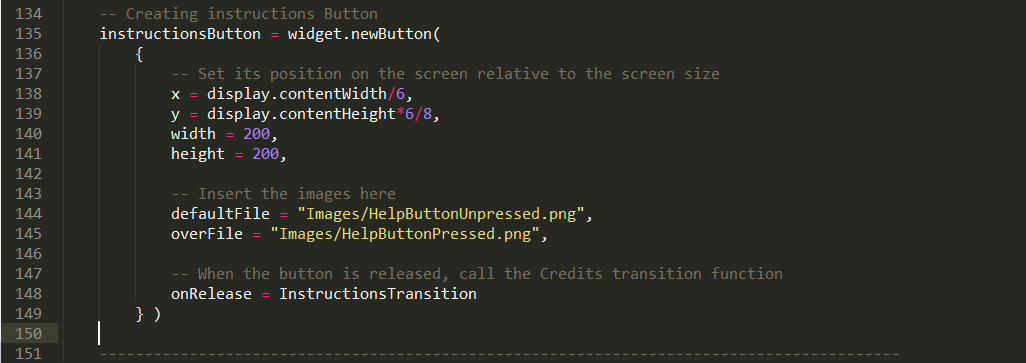 134 -- Creating instructions Button
135 instructionsButton = widget.newButton(
136 {
137 -- Set its position on the screen relative to the screen size
138 x = display.contentWidth/6,
139 y = display.contentHeight*6/8,
140 width = 200,
141 height = 200,
142
143 -- Insert the images here
144 defaultFile = "Images/HelpButtonUnpressed.png",
145 overFile = "Images/HelpButtonPressed.png",
146
147 -- When the button is released, call the Credits transition function
148 onRelease = InstructionsTransition
149 } )
150
151 -----------------------------------------------------------------------------------------